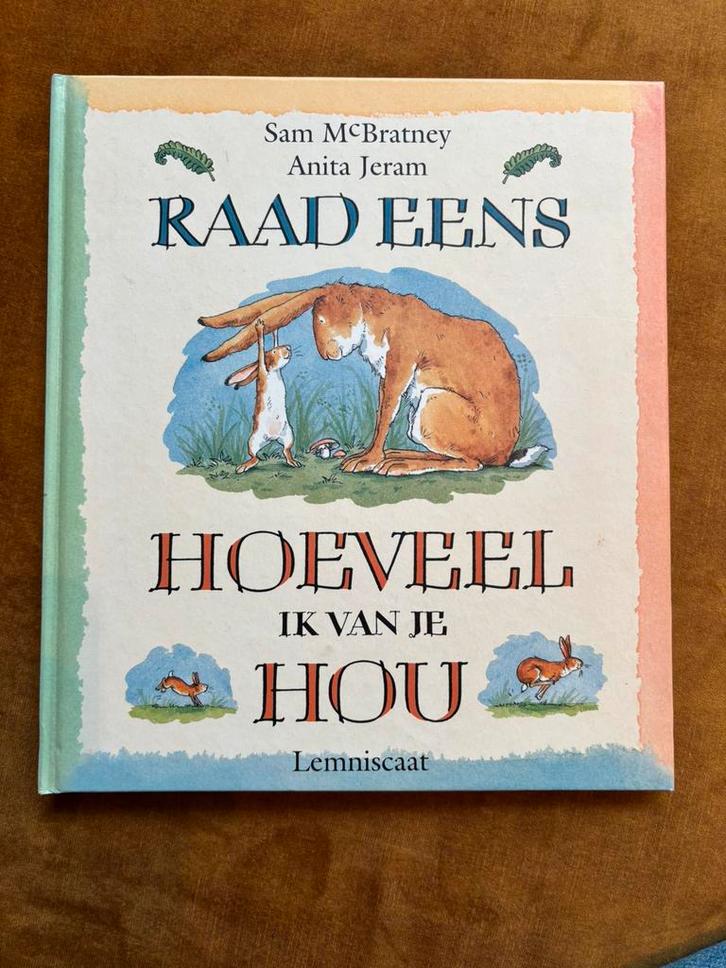 Sam McBratney
Anita Jeram
RAAD EENS
HOEVEEL
IK VAN JE
HOU
Lemniscaat